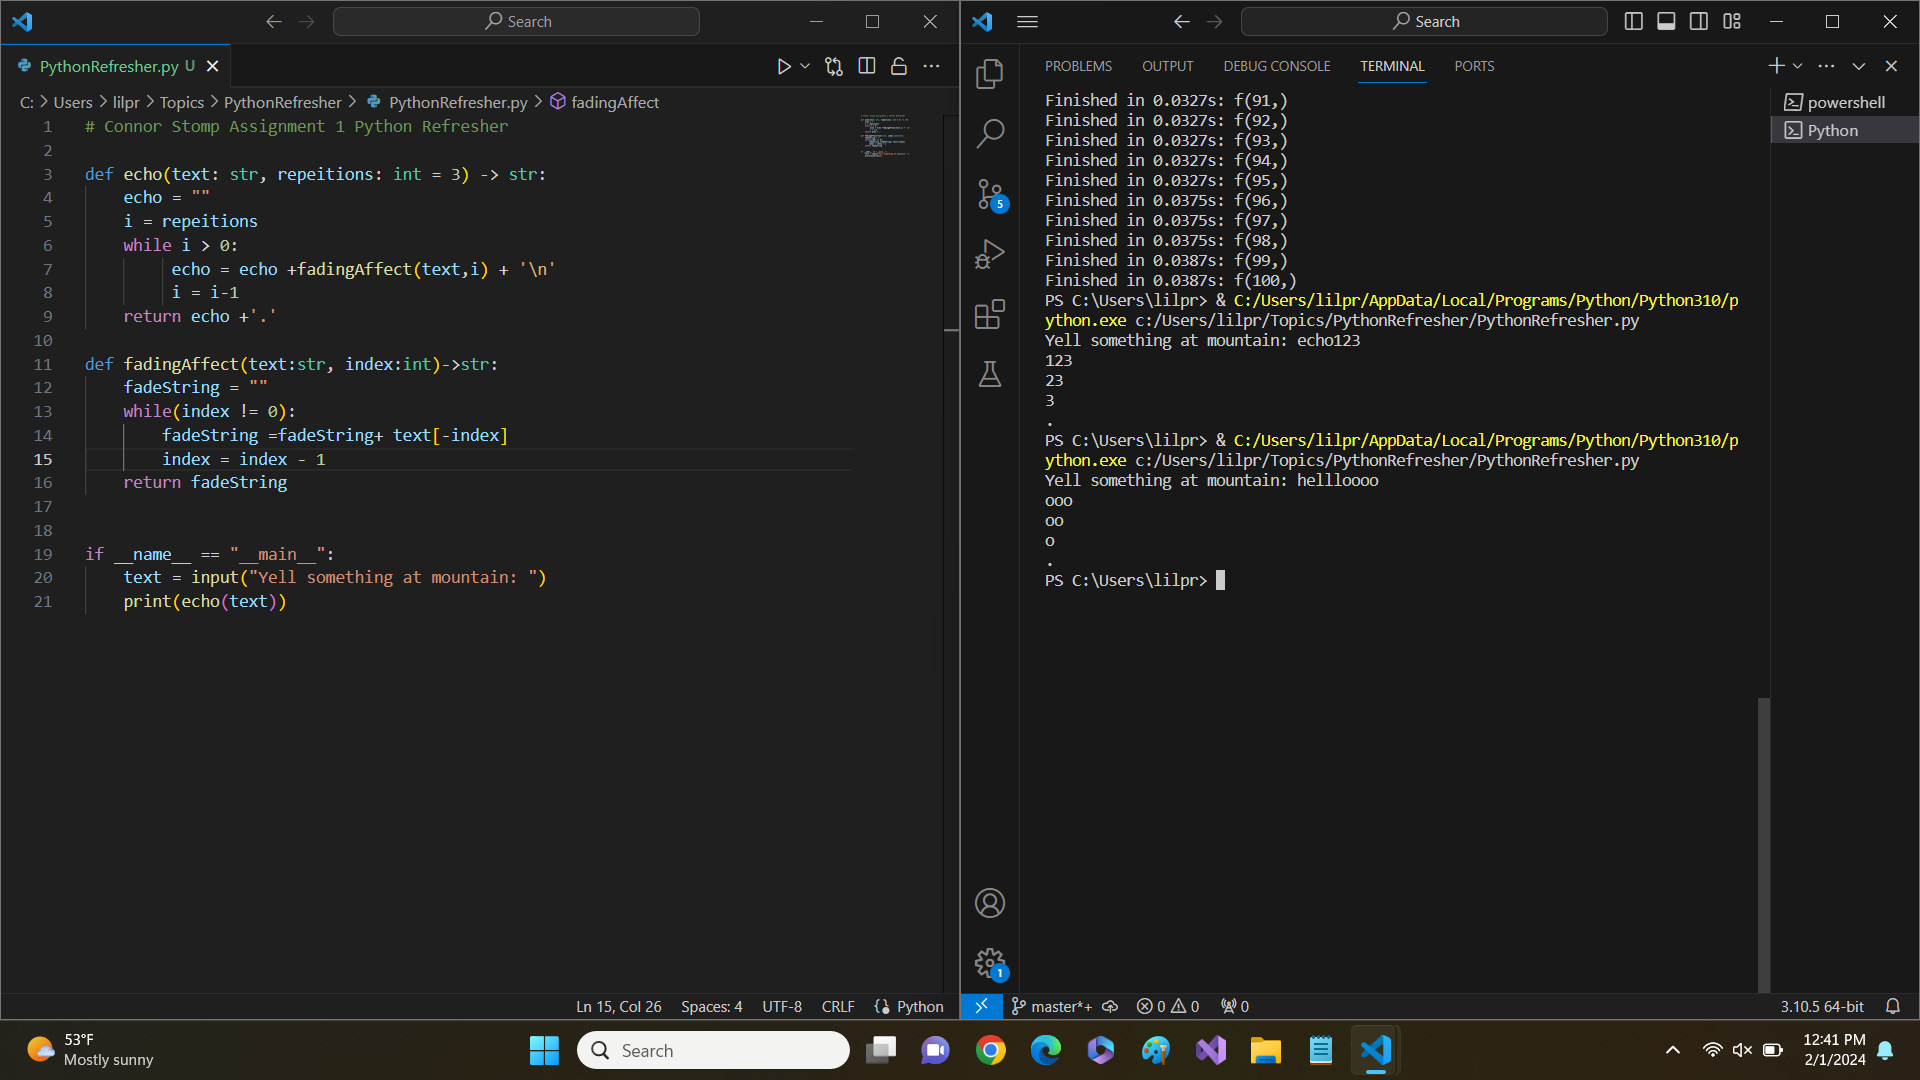 Search
PythonRefresher.py U
C: > Users > lilpr > Topics > PythonRefresher > PythonRefresher.py > fadingAffect
1 # Connor Stomp Assignment 1 Python Refresher
2
3 def echo(text: str, repeitions: int = 3) -> str:
4 echo = ""
5 i = repeitions
6 while i > 0:
7 echo = echo +fadingAffect(text,i) + '\n'
8 i = i-1
9 return echo +'.'
10
11 def fadingAffect(text:str, index:int)->str:
12 fadeString = ""
13 while(index != 0):
14 fadeString =fadeString+ text[-index]
15 index = index - 1
16 return fadeString
17
18
19 if __name__ == "__main__":
20 text = input("Yell something at mountain: ")
21 print(echo(text))
Ln 15, Col 26 Spaces: 4 UTF-8 CRLF Python
Search
PROBLEMS OUTPUT DEBUG CONSOLE TERMINAL PORTS
5
1
Finished in 0.0327s: f(91,)
Finished in 0.0327s: f(92,)
Finished in 0.0327s: f(93,)
Finished in 0.0327s: f(94,)
Finished in 0.0327s: f(95,)
Finished in 0.0375s: f(96,)
Finished in 0.0375s: f(97,)
Finished in 0.0375s: f(98,)
Finished in 0.0387s: f(99,)
Finished in 0.0387s: f(100,)
PS C:\Users\lilpr> & C:/Users/lilpr/AppData/Local/Programs/Python/Python310/p
ython.exe c:/Users/lilpr/Topics/PythonRefresher/PythonRefresher.py
Yell something at mountain: echo123
123
23
3
.
PS C:\Users\lilpr> & C:/Users/lilpr/AppData/Local/Programs/Python/Python310/p
ython.exe c:/Users/lilpr/Topics/PythonRefresher/PythonRefresher.py
Yell something at mountain: hellloooo
ooo
oo
o
.
PS C:\Users\lilpr>
powershell
Python
master*+ 0 0 0 3.10.5 64-bit
53°F
Mostly sunny
Search
12:41 PM
2/1/2024